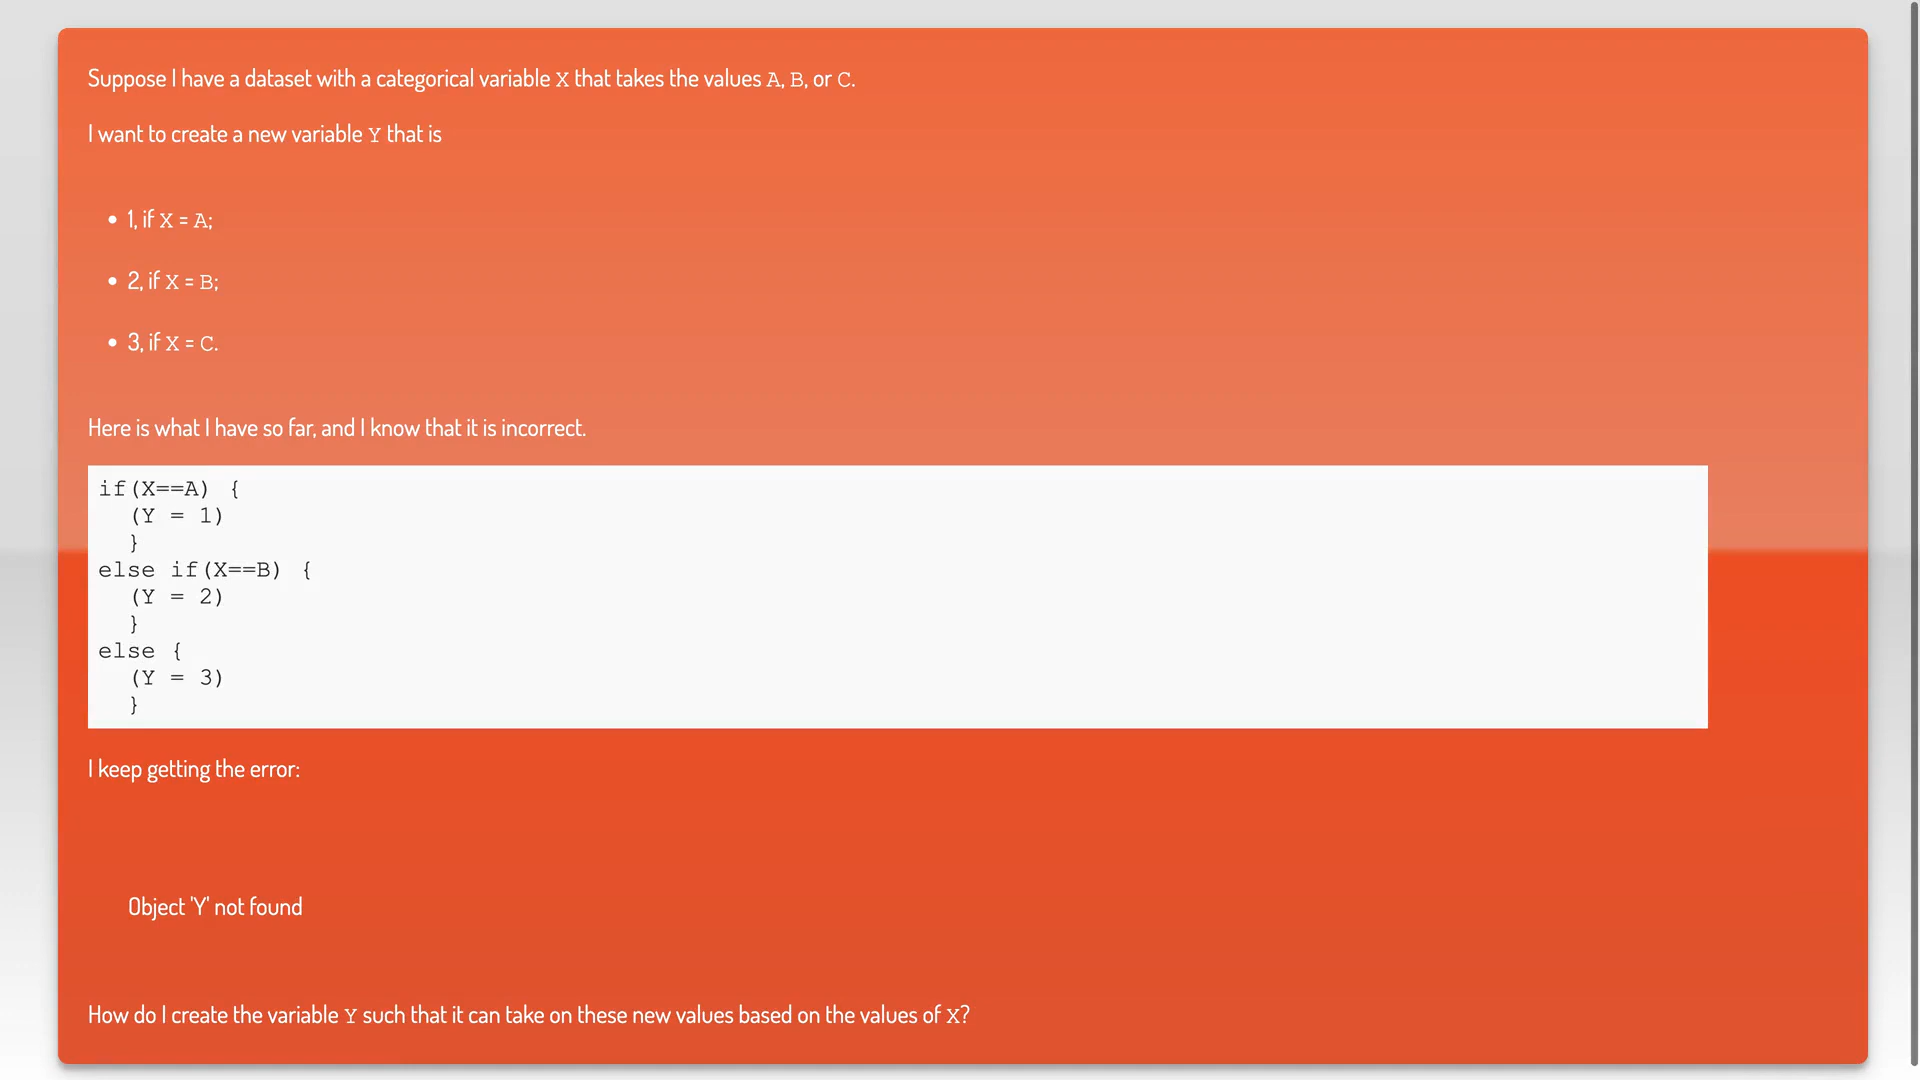 Suppose I have a dataset with a categorical variable X that takes the values A, B, or C.
I want to create a new variable Y that is
• 1, if X = A;
• 2, if X = B;
• 3, if X = C.
Here is what I have so far, and I know that it is incorrect.
if(X==A) {
  (Y = 1)
  }
else if(X==B) {
  (Y = 2)
  }
else {
  (Y = 3)
  }
I keep getting the error:
Object 'Y' not found
How do I create the variable Y such that it can take on these new values based on the values of X?